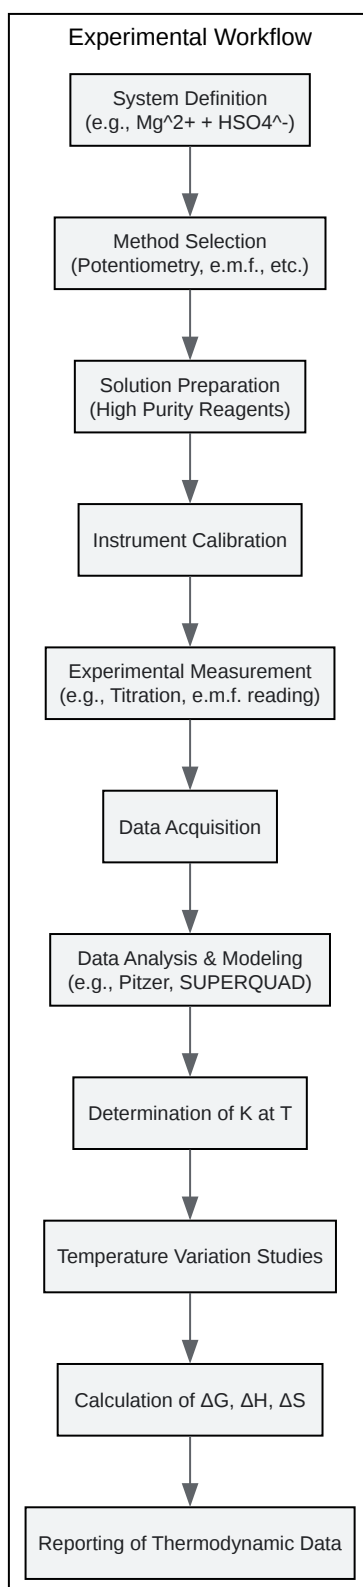 Experimental Workflow
System Definition
(e.g., Mg^2+ + HSO4^-)
Method Selection
(Potentiometry, e.m.f., etc.)
Solution Preparation
(High Purity Reagents)
Instrument Calibration
Experimental Measurement
(e.g., Titration, e.m.f. reading)
Data Acquisition
Data Analysis & Modeling
(e.g., Pitzer, SUPERQUAD)
Determination of K at T
Temperature Variation Studies
Calculation of ΔG, ΔH, ΔS
Reporting of Thermodynamic Data